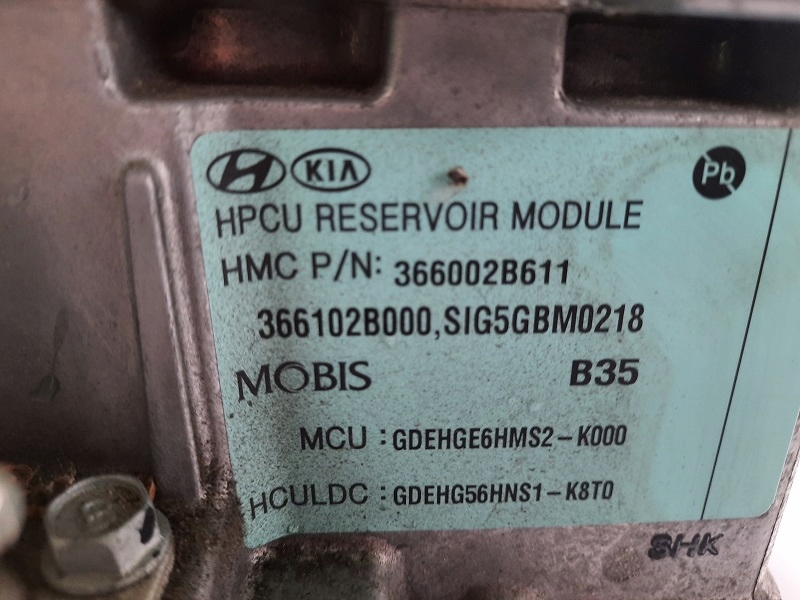 KIA
Pb
HPCU RESERVOIR MODULE
HMC P/N: 366002B611
366102B000,SIG5GBM0218
MOBIS B35
MCU : GDEHGE6HMS2-K000
HCULDC : GDEHG56HNS1-K8T0
SHK